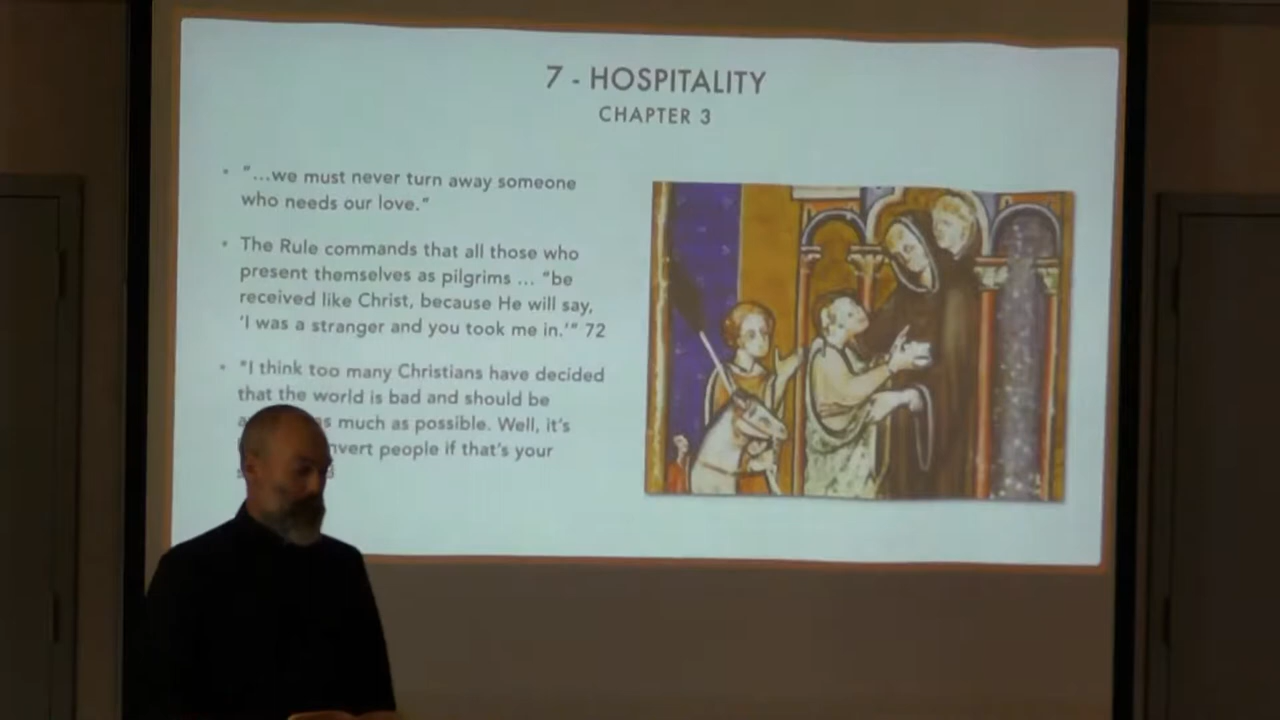 7 - HOSPITALITY
CHAPTER 3
• "...we must never turn away someone
who needs our love."
• The Rule commands that all those who
present themselves as pilgrims ... "be
received like Christ, because He will say,
'I was a stranger and you took me in.'" 72
• "I think too many Christians have decided
that the world is bad and should be
as much as possible. Well, it's
people if that's your